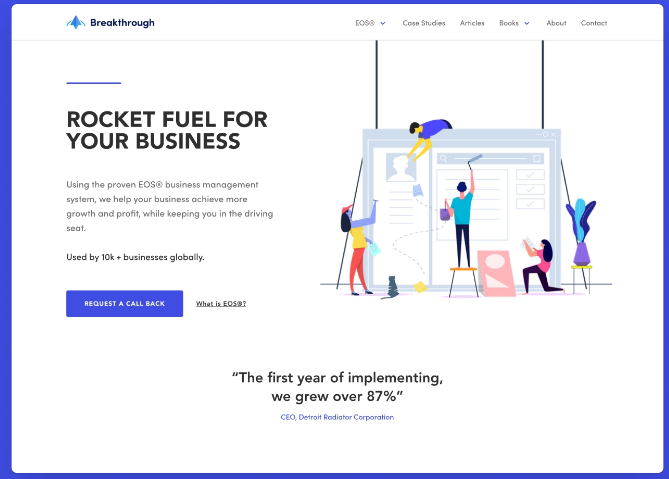 Breakthrough
EOS® Case Studies Articles Books About Contact
ROCKET FUEL FOR
YOUR BUSINESS
Using the proven EOS® business management
system, we help your business achieve more
growth and profit, while keeping you in the driving
seat.
Used by 10k + businesses globally.
REQUEST A CALL BACK What is EOS®?
“The first year of implementing,
we grew over 87%”
CEO, Detroit Radiator Corporation